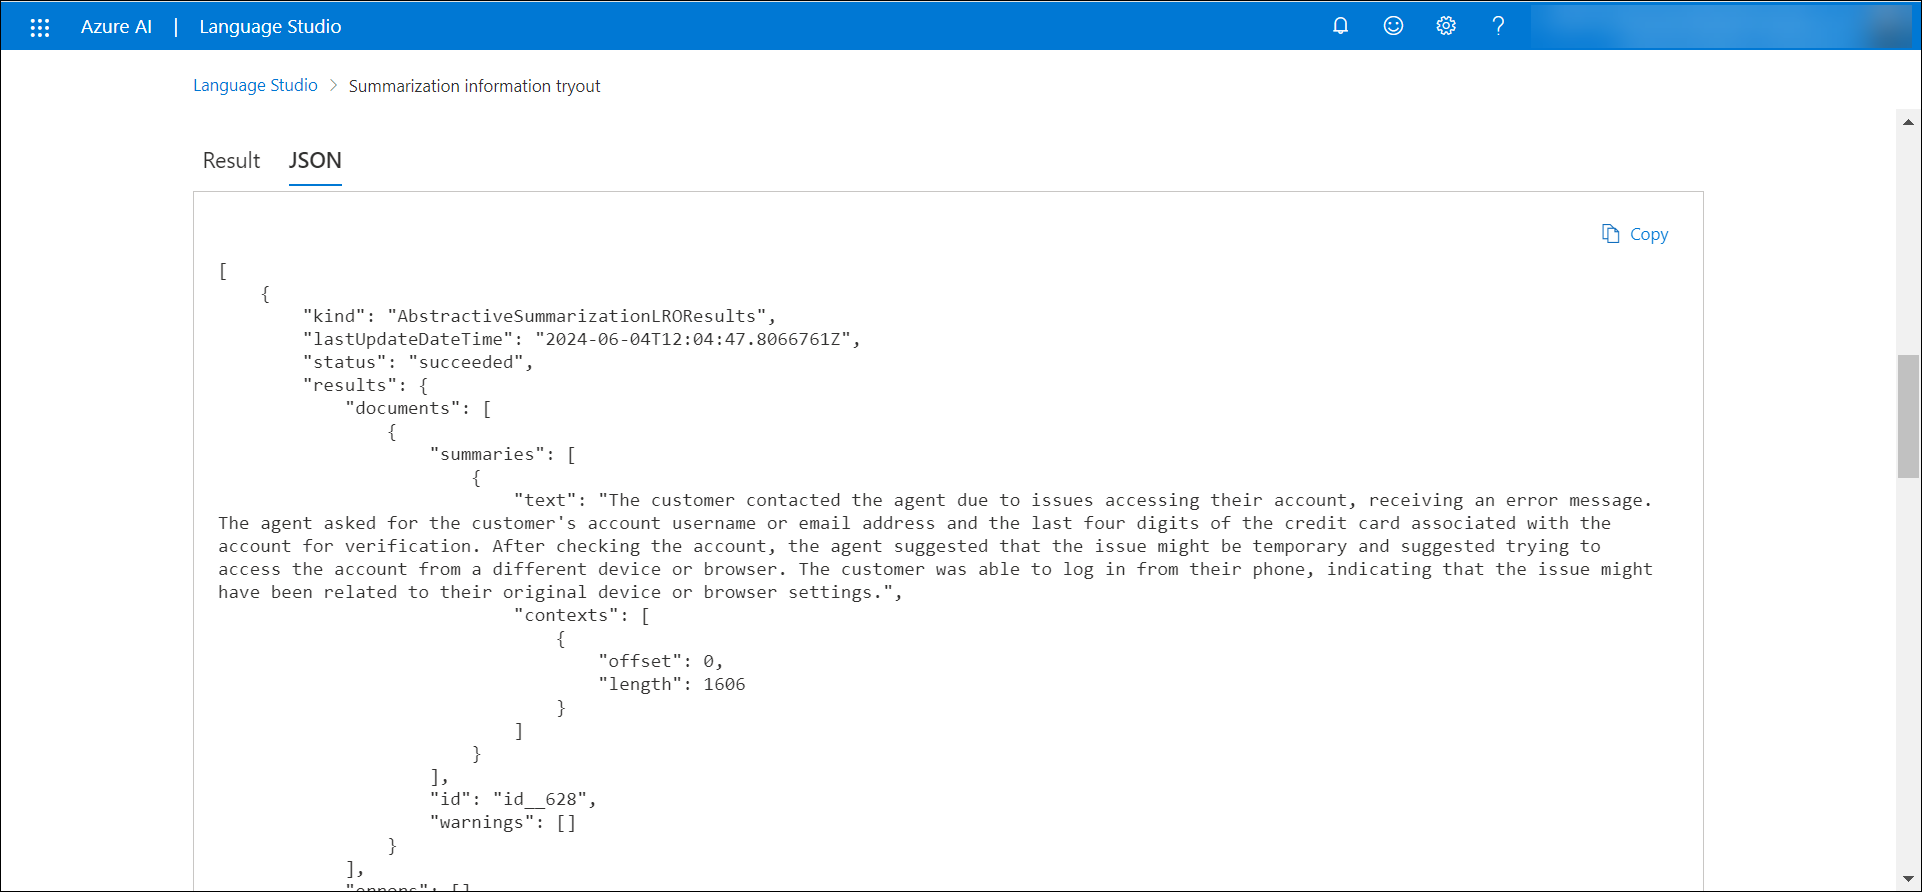 Azure AI | Language Studio
Language Studio > Summarization information tryout
Result JSON
Copy
[
{
"kind": "AbstractiveSummarizationLROResults",
"lastUpdateDateTime": "2024-06-04T12:04:47.8066761Z",
"status": "succeeded",
"results": {
"documents": [
{
"summaries": [
{
"text": "The customer contacted the agent due to issues accessing their account, receiving an error message.
The agent asked for the customer's account username or email address and the last four digits of the credit card associated with the
account for verification. After checking the account, the agent suggested that the issue might be temporary and suggested trying to
access the account from a different device or browser. The customer was able to log in from their phone, indicating that the issue might
have been related to their original device or browser settings.",
"contexts": [
{
"offset": 0,
"length": 1606
}
]
}
],
"id": "id__628",
"warnings": []
}
],
"errors": []